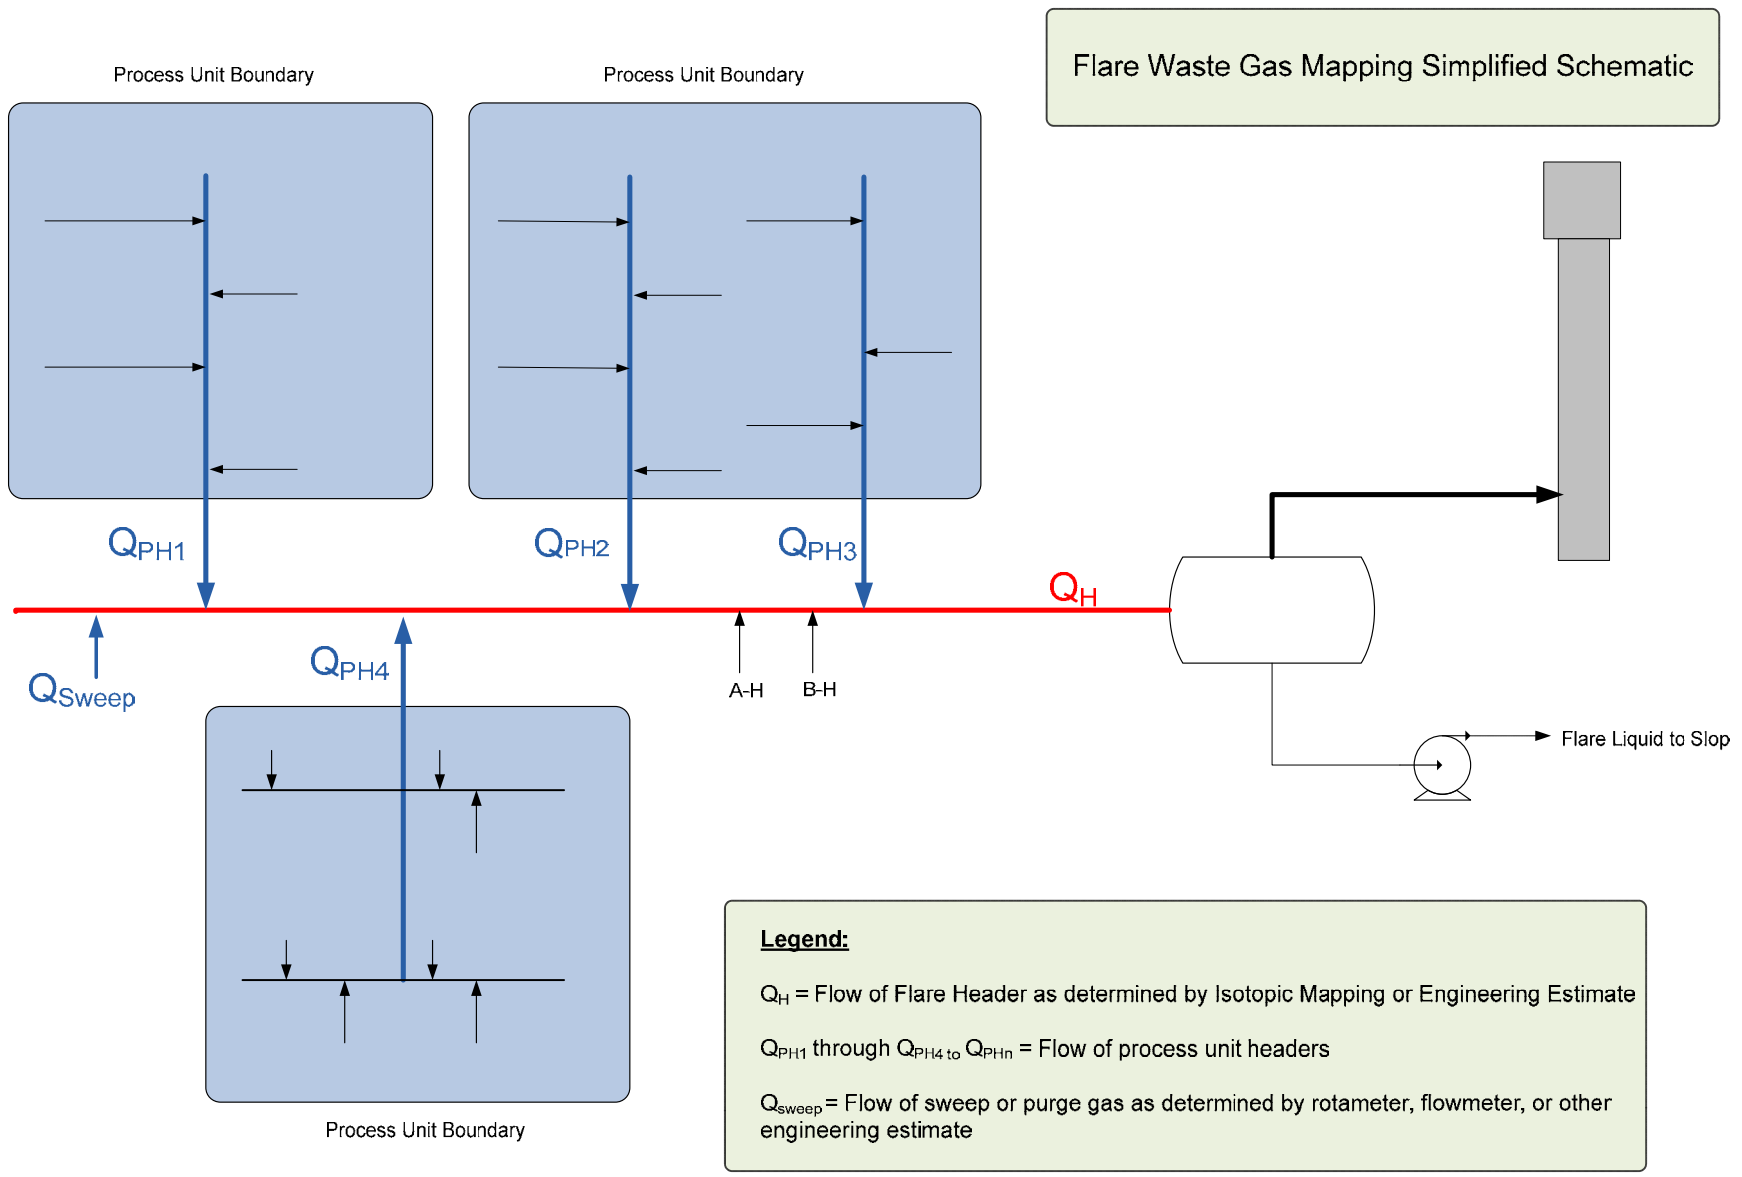 Process Unit Boundary
Process Unit Boundary
Flare Waste Gas Mapping Simplified Schematic
QPH1
QPH2
QPH3
QH
QSweep
QPH4
A-H
B-H
Flare Liquid to Slop
Process Unit Boundary
Legend:
QH = Flow of Flare Header as determined by Isotopic Mapping or Engineering Estimate
QPH1 through QPH4 to QPHn = Flow of process unit headers
Qsweep = Flow of sweep or purge gas as determined by rotameter, flowmeter, or other
engineering estimate